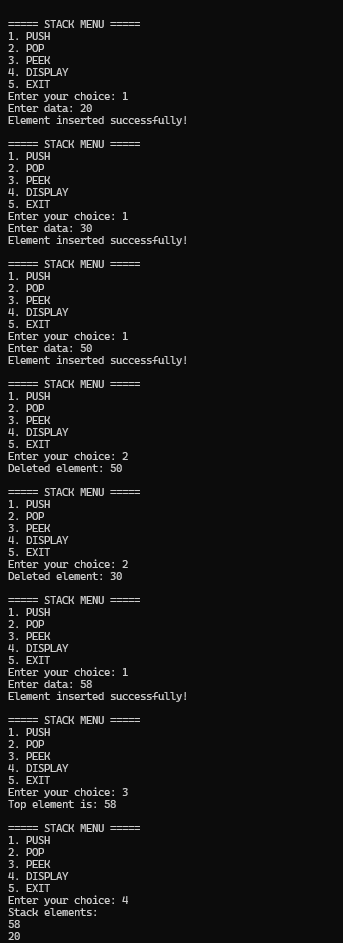 ===== STACK MENU =====
1. PUSH
2. POP
3. PEEK
4. DISPLAY
5. EXIT
Enter your choice: 1
Enter data: 20
Element inserted successfully!
===== STACK MENU =====
1. PUSH
2. POP
3. PEEK
4. DISPLAY
5. EXIT
Enter your choice: 1
Enter data: 30
Element inserted successfully!
===== STACK MENU =====
1. PUSH
2. POP
3. PEEK
4. DISPLAY
5. EXIT
Enter your choice: 1
Enter data: 50
Element inserted successfully!
===== STACK MENU =====
1. PUSH
2. POP
3. PEEK
4. DISPLAY
5. EXIT
Enter your choice: 2
Deleted element: 50
===== STACK MENU =====
1. PUSH
2. POP
3. PEEK
4. DISPLAY
5. EXIT
Enter your choice: 2
Deleted element: 30
===== STACK MENU =====
1. PUSH
2. POP
3. PEEK
4. DISPLAY
5. EXIT
Enter your choice: 1
Enter data: 58
Element inserted successfully!
===== STACK MENU =====
1. PUSH
2. POP
3. PEEK
4. DISPLAY
5. EXIT
Enter your choice: 3
Top element is: 58
===== STACK MENU =====
1. PUSH
2. POP
3. PEEK
4. DISPLAY
5. EXIT
Enter your choice: 4
Stack elements:
58
20